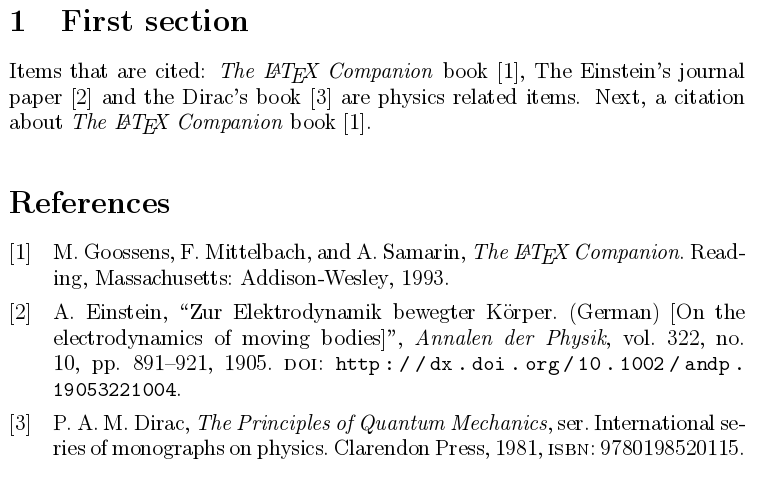 1 First section
Items that are cited: The LATEX Companion book [1], The Einstein's journal
paper [2] and the Dirac's book [3] are physics related items. Next, a citation
about The LATEX Companion book [1].
References
[1] M. Goossens, F. Mittelbach, and A. Samarin, The LATEX Companion. Read-
ing, Massachusetts: Addison-Wesley, 1993.
[2] A. Einstein, “Zur Elektrodynamik bewegter Körper. (German) [On the
electrodynamics of moving bodies]”, Annalen der Physik, vol. 322, no.
10, pp. 891–921, 1905. DOI: http://dx.doi.org/10.1002/andp.
19053221004.
[3] P. A. M. Dirac, The Principles of Quantum Mechanics, ser. International se-
ries of monographs on physics. Clarendon Press, 1981, ISBN: 9780198520115.